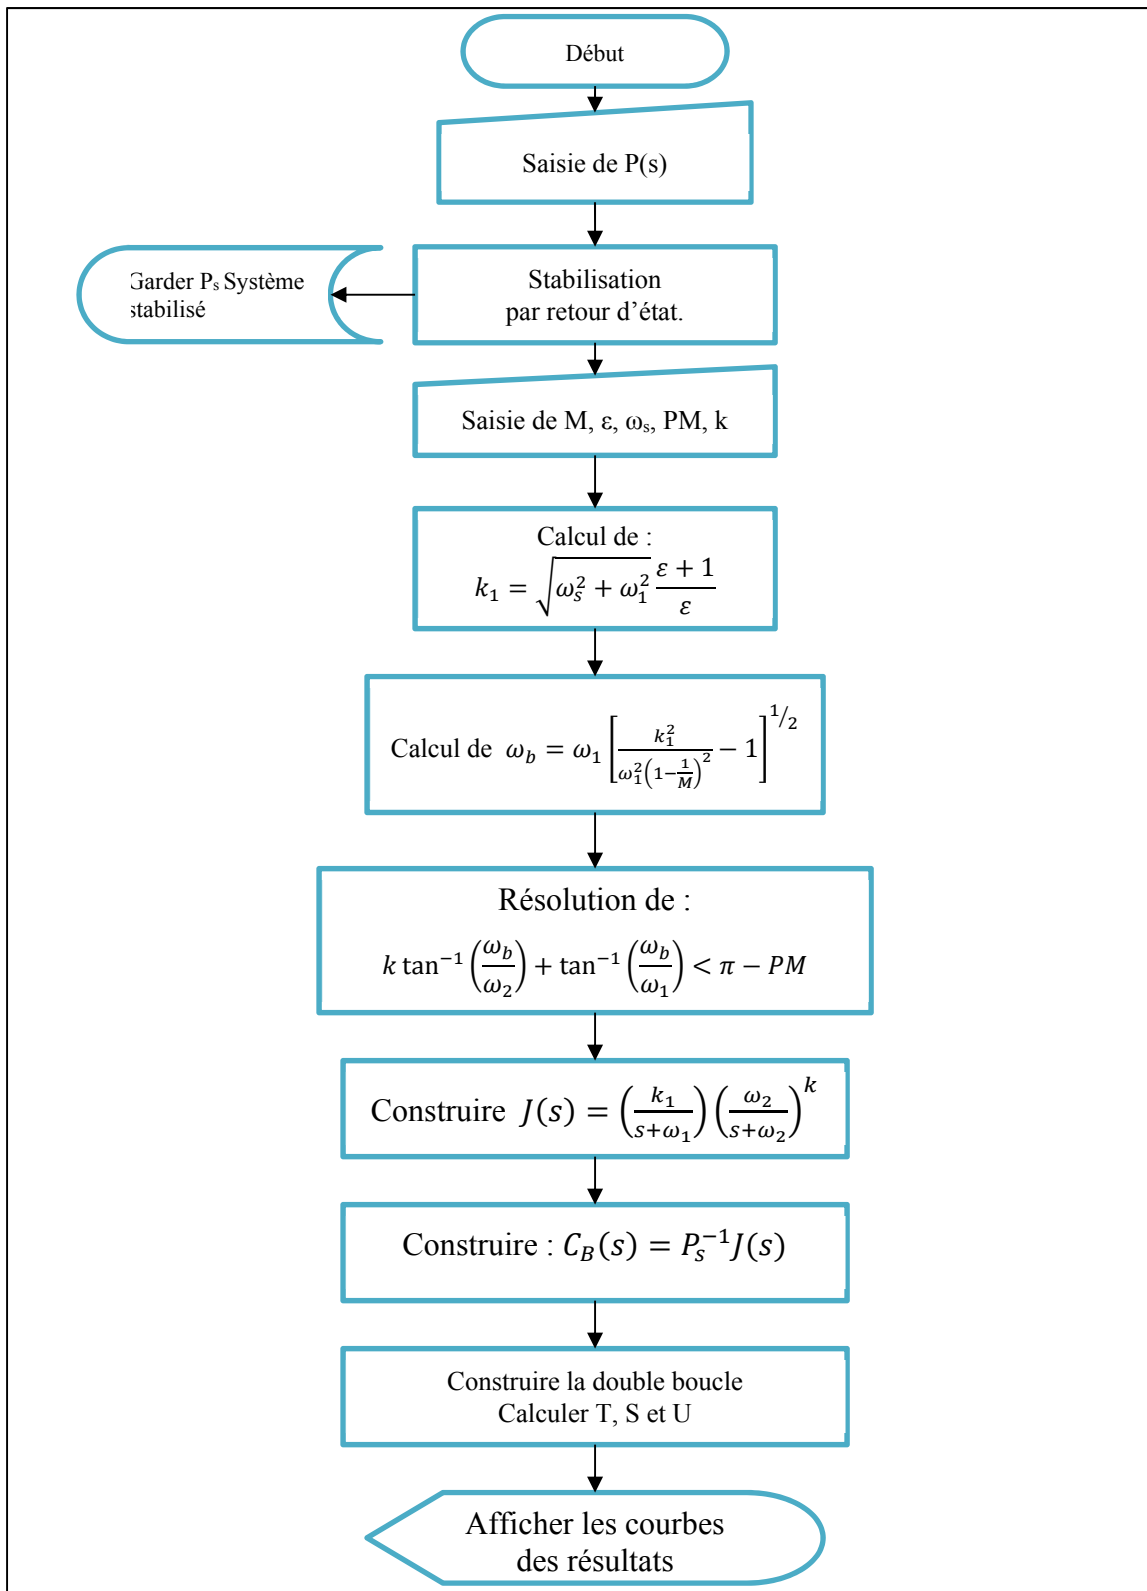 Début
Saisie de P(s)
Stabilisation
par retour d’état.
Garder Pₛ Système
stabilisé
Saisie de M, ε, ωₛ, PM, k
Calcul de :
k₁ = √(ωₛ² + ω₁²) (ε + 1)/ε
Calcul de ω_b = ω₁ [k₁²/(ω₁²(1−1/M)²) − 1]^(1/2)
Résolution de :
k tan⁻¹(ω_b/ω₂) + tan⁻¹(ω_b/ω₁) < π − PM
Construire J(s) = (k₁/(s+ω₁)) (ω₂/(s+ω₂))^k
Construire : C_B(s) = Pₛ⁻¹J(s)
Construire la double boucle
Calculer T, S et U
Afficher les courbes
des résultats